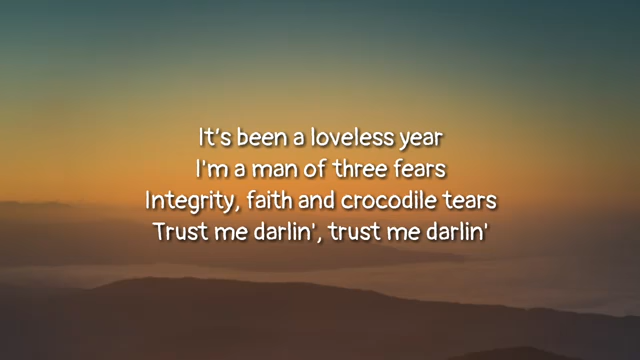 It's been a loveless year
I'm a man of three fears
Integrity, faith and crocodile tears
Trust me darlin', trust me darlin'